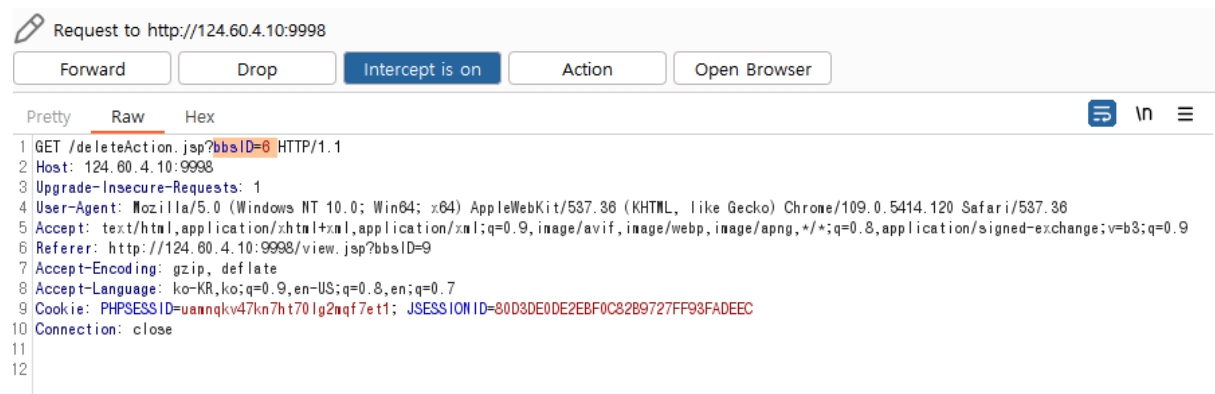 Request to http://124.60.4.10:9998
Forward Drop Intercept is on Action Open Browser
Pretty Raw Hex \n
1 GET /deleteAction.jsp?bbsID=6 HTTP/1.1
2 Host: 124.60.4.10:9998
3 Upgrade-Insecure-Requests: 1
4 User-Agent: Mozilla/5.0 (Windows NT 10.0; Win64; x64) AppleWebKit/537.36 (KHTML, like Gecko) Chrome/109.0.5414.120 Safari/537.36
5 Accept: text/html,application/xhtml+xml,application/xml;q=0.9,image/avif,image/webp,image/apng,*/*;q=0.8,application/signed-exchange;v=b3;q=0.9
6 Referer: http://124.60.4.10:9998/view.jsp?bbsID=9
7 Accept-Encoding: gzip, deflate
8 Accept-Language: ko-KR,ko;q=0.9,en-US;q=0.8,en;q=0.7
9 Cookie: PHPSESSID=uamnqkv47kn7ht70lg2mqf7et1; JSESSIONID=80D3DE0DE2EBF0C82B9727FF93FADEEC
10 Connection: close
11
12